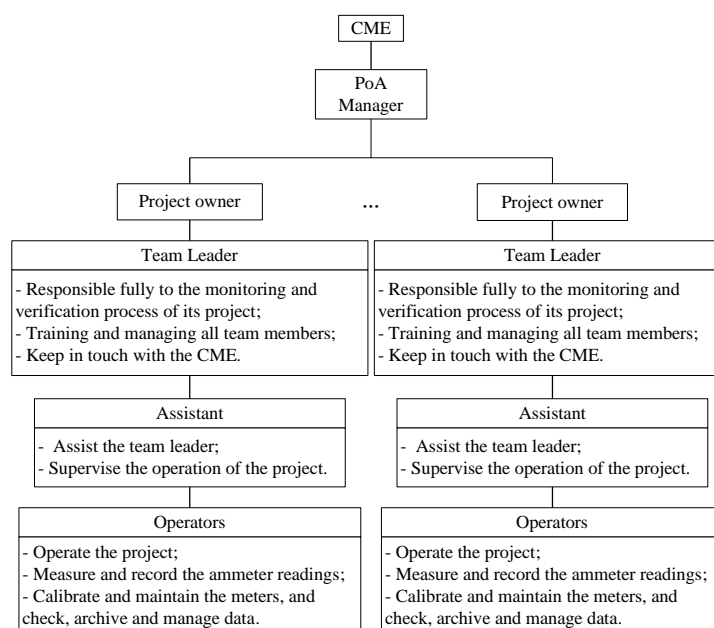 CME
PoA
Manager
Project owner
...
Project owner
Team Leader
- Responsible fully to the monitoring and
verification process of its project;
- Training and managing all team members;
- Keep in touch with the CME.
Team Leader
- Responsible fully to the monitoring and
verification process of its project;
- Training and managing all team members;
- Keep in touch with the CME.
Assistant
- Assist the team leader;
- Supervise the operation of the project.
Assistant
- Assist the team leader;
- Supervise the operation of the project.
Operators
- Operate the project;
- Measure and record the ammeter readings;
- Calibrate and maintain the meters, and
check, archive and manage data.
Operators
- Operate the project;
- Measure and record the ammeter readings;
- Calibrate and maintain the meters, and
check, archive and manage data.